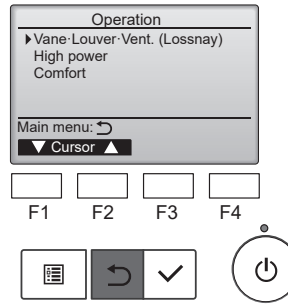 Operation
Vane·Louver·Vent. (Lossnay)
High power
Comfort
Main menu:
Cursor
F1 F2 F3 F4